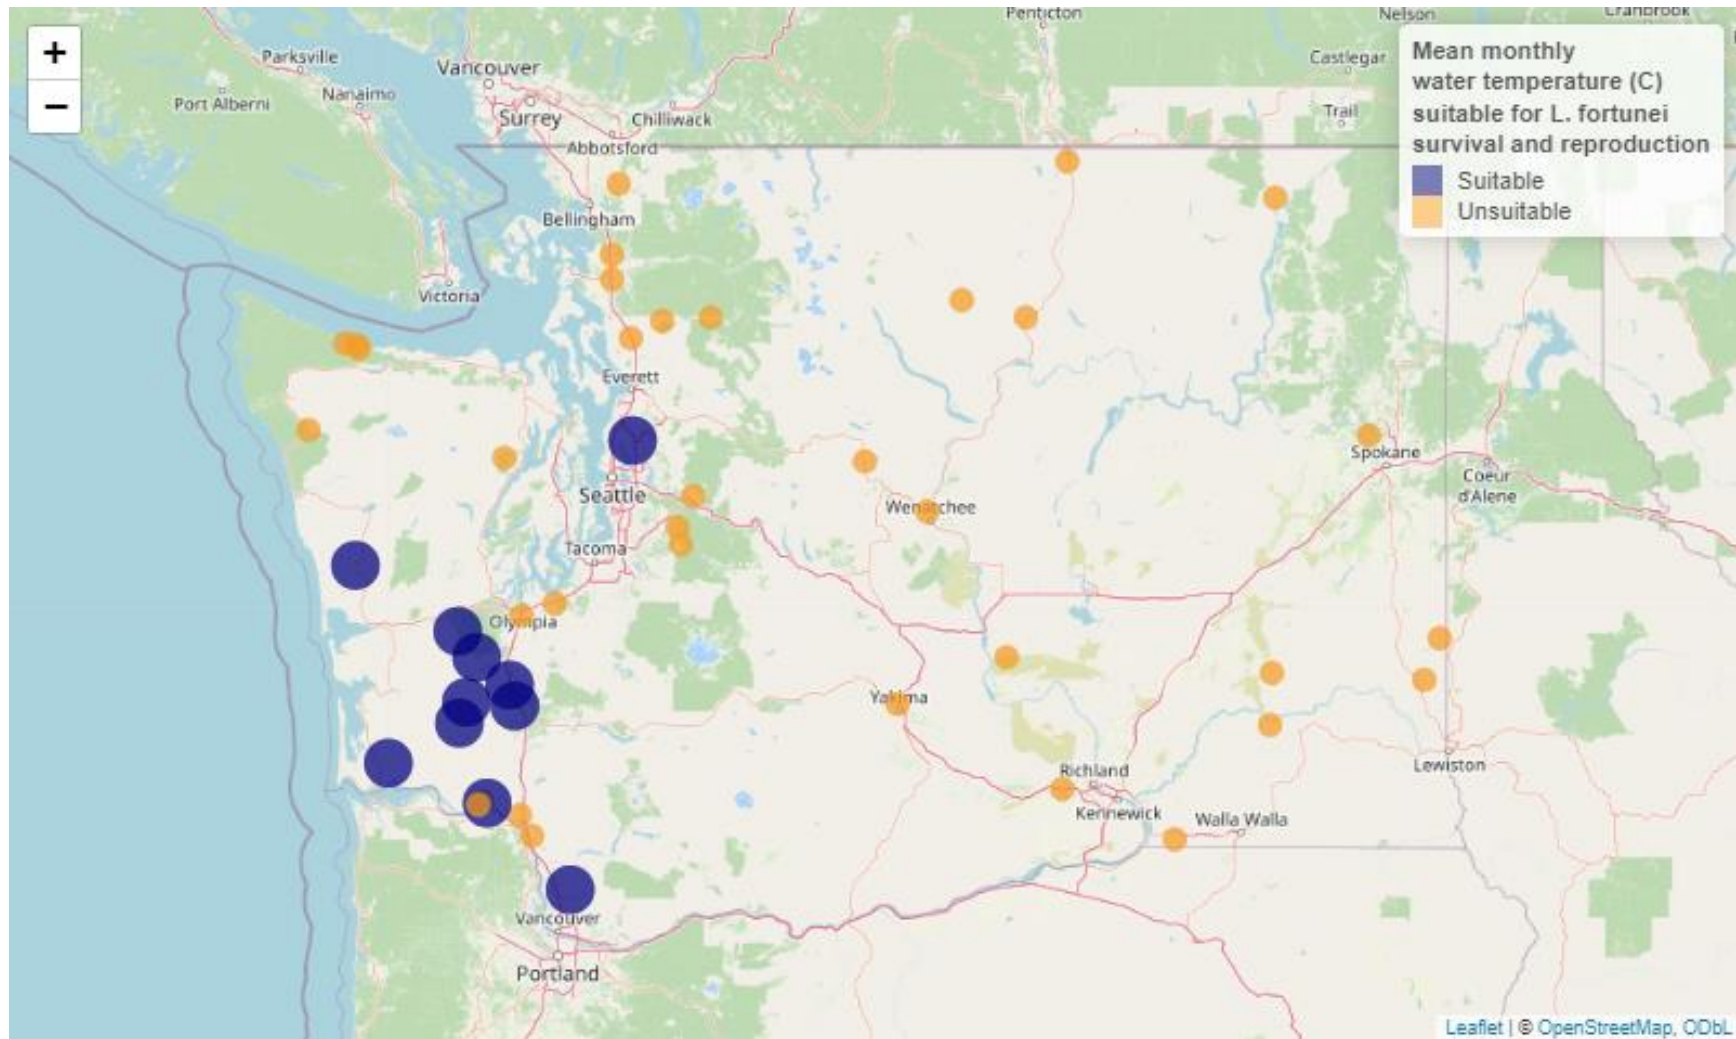 Penticton
Nelson
Cranbrook
+
−
Parksville
Vancouver
Castlegar
Port Alberni
Nanaimo
Surrey
Chilliwack
Trail
Abbotsford
Mean monthly
water temperature (C)
suitable for L. fortunei
survival and reproduction
Suitable
Unsuitable
Bellingham
Victoria
Everett
Spokane
Coeur
d'Alene
Seattle
Wenatchee
Tacoma
Olympia
Yakima
Lewiston
Richland
Kennewick
Walla Walla
Vancouver
Portland
Leaflet | © OpenStreetMap, ODbL